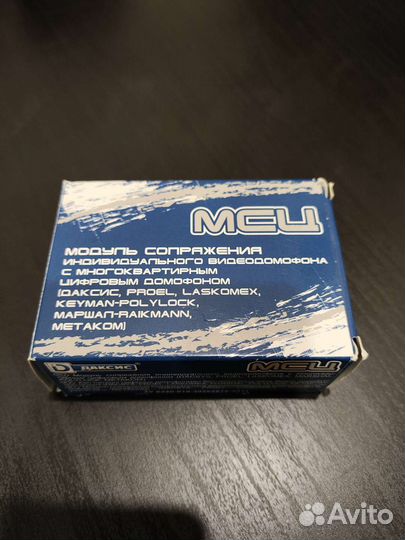 МСЦ
МОДУЛЬ СОПРЯЖЕНИЯ
ИНДИВИДУАЛЬНОГО ВИДЕОДОМОФОНА
С МНОГОКВАРТИРНЫМ
ЦИФРОВЫМ ДОМОФОНОМ
(ДАКСИС, PROEL, LASKOMEX,
KEYMAN-POLYLOCK,
МАРШАЛ-RAIKMANN,
МЕТАКОМ)
D ДАКСИС
МСЦ
Avito